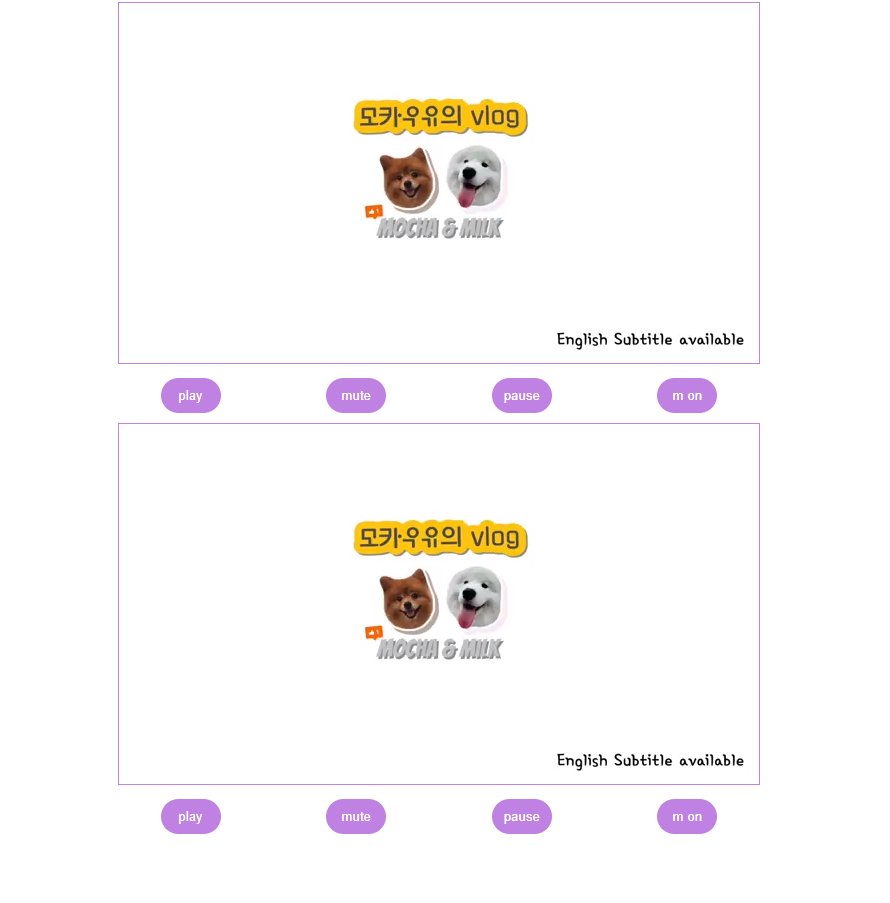 모카우유의 vlog
MOCHA & MILK
English Subtitle available
play mute pause m on
모카우유의 vlog
MOCHA & MILK
English Subtitle available
play mute pause m on